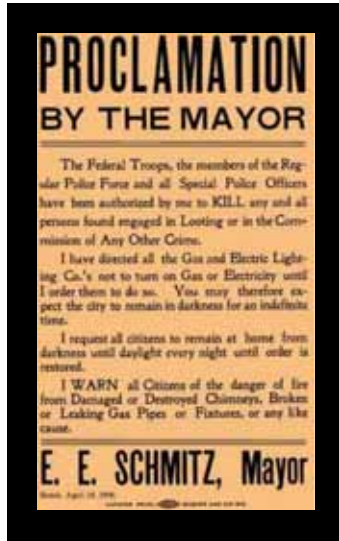 PROCLAMATION
BY THE MAYOR
The Federal Troops, the members of the Reg-
ular Police Force and all Special Police Officers
have been authorized by me to KILL any and all
persons found engaged in Looting or in the Com-
mission of Any Other Crime.
I have directed all the Gas and Electric Light-
ing Co.'s not to turn on Gas or Electricity until
I order them to do so. You may therefore ex-
pect the city to remain in darkness for an indefinite
time.
I request all citizens to remain at home from
darkness until daylight every night until order is
restored.
I WARN all Citizens of the danger of fire
from Damaged or Destroyed Chimneys, Broken
or Leaking Gas Pipes or Fixtures, or any like
cause.
E. E. SCHMITZ, Mayor
Dated, April 18, 1906.